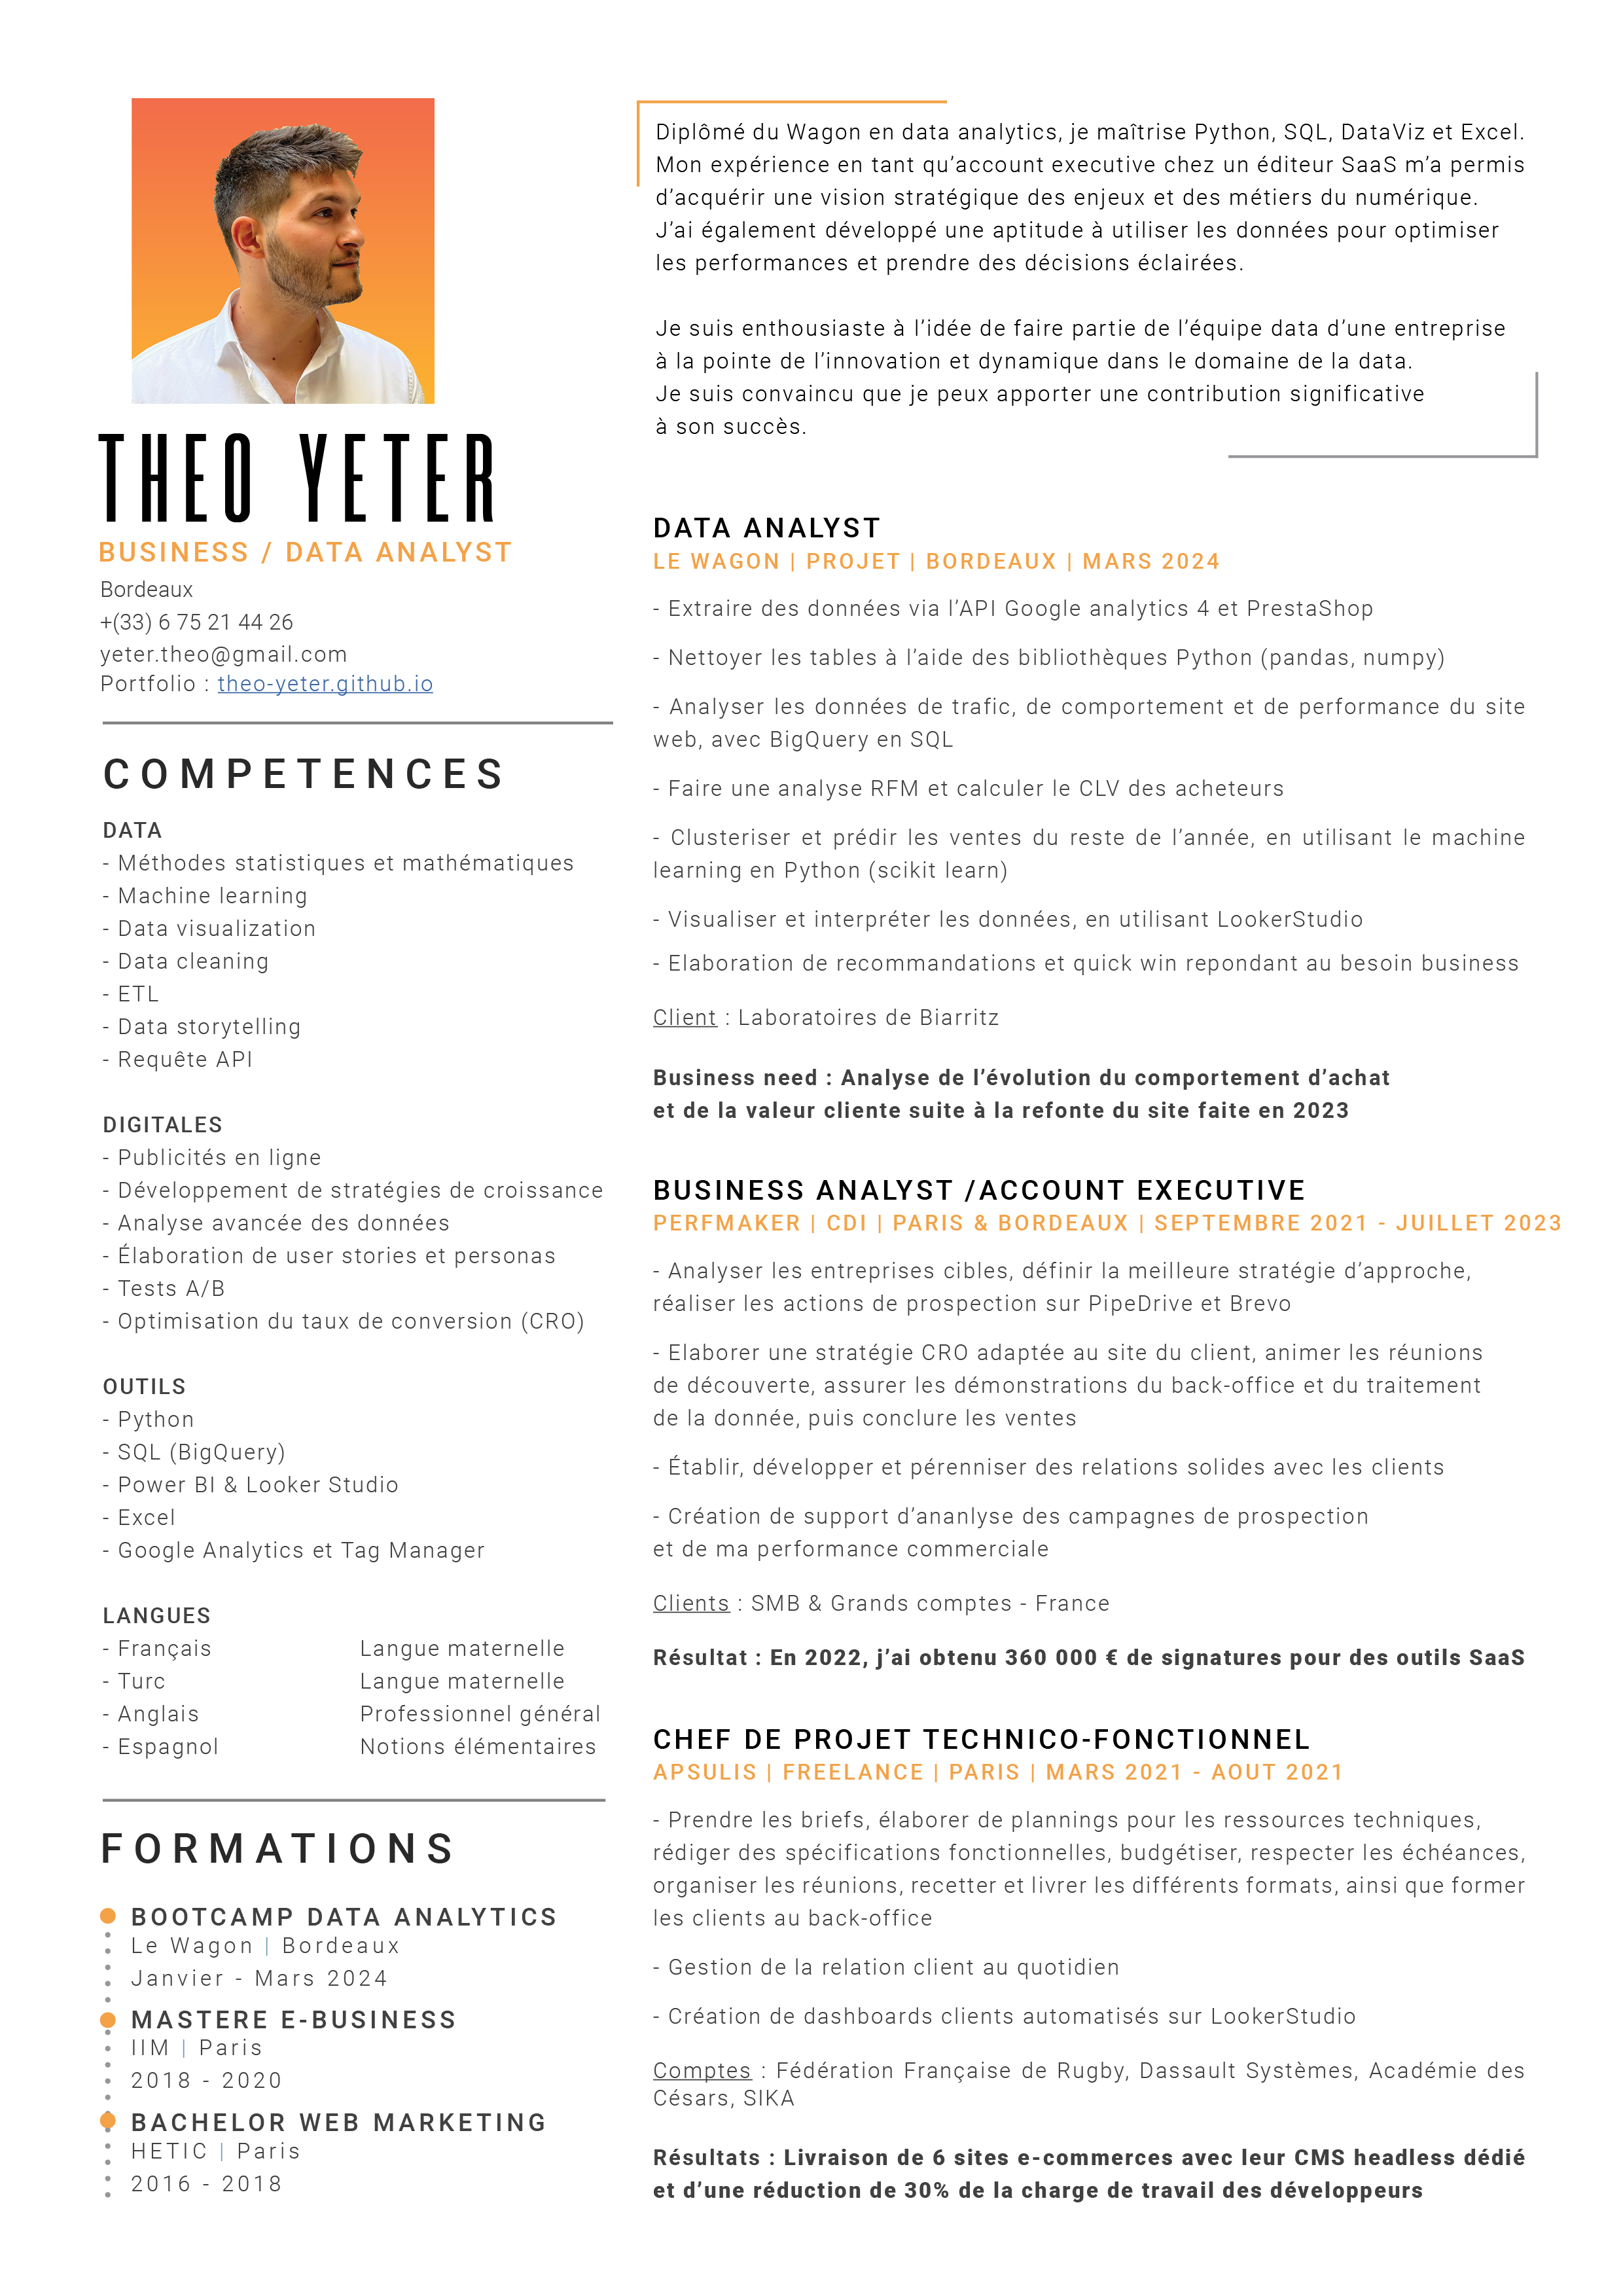 THEO YETER
BUSINESS / DATA ANALYST
Bordeaux
+(33) 6 75 21 44 26
yeter.theo@gmail.com
Portfolio : theo-yeter.github.io
COMPETENCES
DATA
- Méthodes statistiques et mathématiques
- Machine learning
- Data visualization
- Data cleaning
- ETL
- Data storytelling
- Requête API
DIGITALES
- Publicités en ligne
- Développement de stratégies de croissance
- Analyse avancée des données
- Élaboration de user stories et personas
- Tests A/B
- Optimisation du taux de conversion (CRO)
OUTILS
- Python
- SQL (BigQuery)
- Power BI & Looker Studio
- Excel
- Google Analytics et Tag Manager
LANGUES
- Français Langue maternelle
- Turc Langue maternelle
- Anglais Professionnel général
- Espagnol Notions élémentaires
FORMATIONS
BOOTCAMP DATA ANALYTICS
Le Wagon | Bordeaux
Janvier - Mars 2024
MASTERE E-BUSINESS
IIM | Paris
2018 - 2020
BACHELOR WEB MARKETING
HETIC | Paris
2016 - 2018
Diplômé du Wagon en data analytics, je maîtrise Python, SQL, DataViz et Excel.
Mon expérience en tant qu’account executive chez un éditeur SaaS m’a permis
d’acquérir une vision stratégique des enjeux et des métiers du numérique.
J’ai également développé une aptitude à utiliser les données pour optimiser
les performances et prendre des décisions éclairées.
Je suis enthousiaste à l’idée de faire partie de l’équipe data d’une entreprise
à la pointe de l’innovation et dynamique dans le domaine de la data.
Je suis convaincu que je peux apporter une contribution significative
à son succès.
DATA ANALYST
LE WAGON | PROJET | BORDEAUX | MARS 2024
- Extraire des données via l’API Google analytics 4 et PrestaShop
- Nettoyer les tables à l’aide des bibliothèques Python (pandas, numpy)
- Analyser les données de trafic, de comportement et de performance du site
web, avec BigQuery en SQL
- Faire une analyse RFM et calculer le CLV des acheteurs
- Clusteriser et prédir les ventes du reste de l’année, en utilisant le machine
learning en Python (scikit learn)
- Visualiser et interpréter les données, en utilisant LookerStudio
- Elaboration de recommandations et quick win repondant au besoin business
Client : Laboratoires de Biarritz
Business need : Analyse de l’évolution du comportement d’achat
et de la valeur cliente suite à la refonte du site faite en 2023
BUSINESS ANALYST /ACCOUNT EXECUTIVE
PERFMAKER | CDI | PARIS & BORDEAUX | SEPTEMBRE 2021 - JUILLET 2023
- Analyser les entreprises cibles, définir la meilleure stratégie d’approche,
réaliser les actions de prospection sur PipeDrive et Brevo
- Elaborer une stratégie CRO adaptée au site du client, animer les réunions
de découverte, assurer les démonstrations du back-office et du traitement
de la donnée, puis conclure les ventes
- Établir, développer et pérenniser des relations solides avec les clients
- Création de support d’ananlyse des campagnes de prospection
et de ma performance commerciale
Clients : SMB & Grands comptes - France
Résultat : En 2022, j’ai obtenu 360 000 € de signatures pour des outils SaaS
CHEF DE PROJET TECHNICO-FONCTIONNEL
APSULIS | FREELANCE | PARIS | MARS 2021 - AOUT 2021
- Prendre les briefs, élaborer de plannings pour les ressources techniques,
rédiger des spécifications fonctionnelles, budgétiser, respecter les échéances,
organiser les réunions, recetter et livrer les différents formats, ainsi que former
les clients au back-office
- Gestion de la relation client au quotidien
- Création de dashboards clients automatisés sur LookerStudio
Comptes : Fédération Française de Rugby, Dassault Systèmes, Académie des
Césars, SIKA
Résultats : Livraison de 6 sites e-commerces avec leur CMS headless dédié
et d’une réduction de 30% de la charge de travail des développeurs